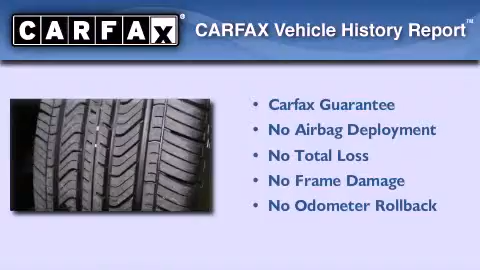 CARFAX® CARFAX Vehicle History Report™
• Carfax Guarantee
• No Airbag Deployment
• No Total Loss
• No Frame Damage
• No Odometer Rollback